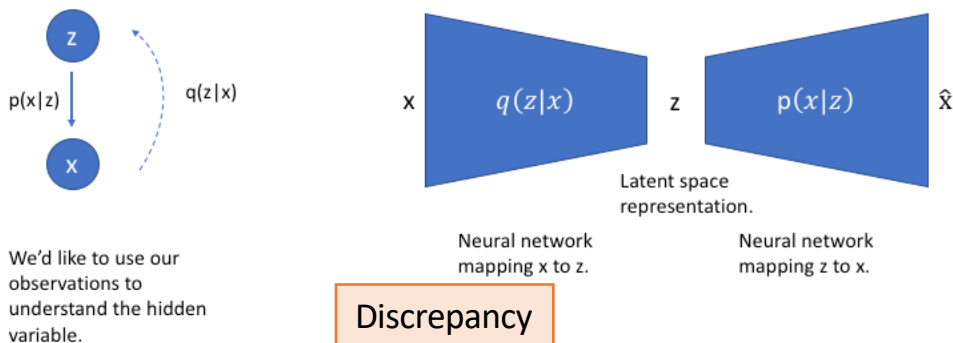 z
p(x|z)
q(z|x)
x
We'd like to use our
observations to
understand the hidden
variable.
x
q(z|x)
z
p(x|z)
x̂
Latent space
representation.
Neural network
mapping x to z.
Neural network
mapping z to x.
Discrepancy